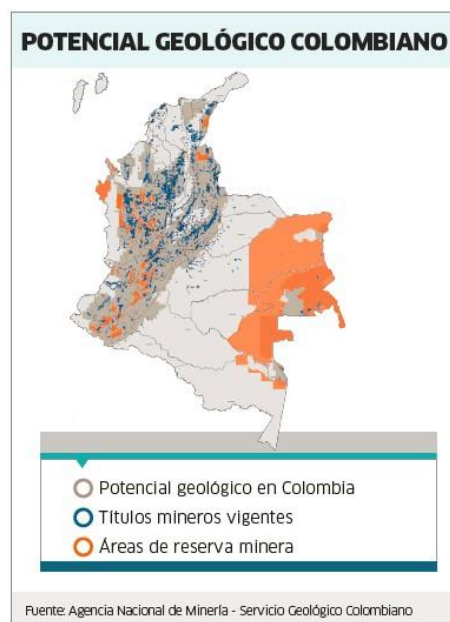 POTENCIAL GEOLÓGICO COLOMBIANO
Potencial geológico en Colombia
Títulos mineros vigentes
Áreas de reserva minera
Fuente: Agencia Nacional de Minería - Servicio Geológico Colombiano